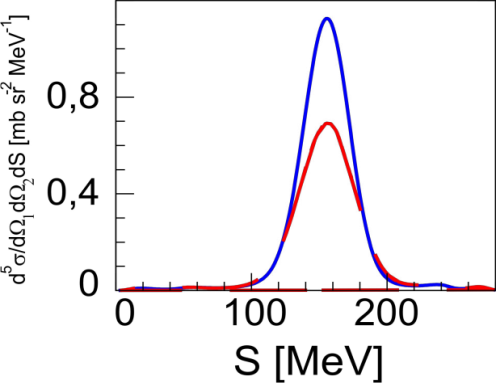 d⁵σ/dΩ₁dΩ₂dS [mb sr⁻² MeV⁻¹]
0,8
0,4
0
0 100 200
S [MeV]